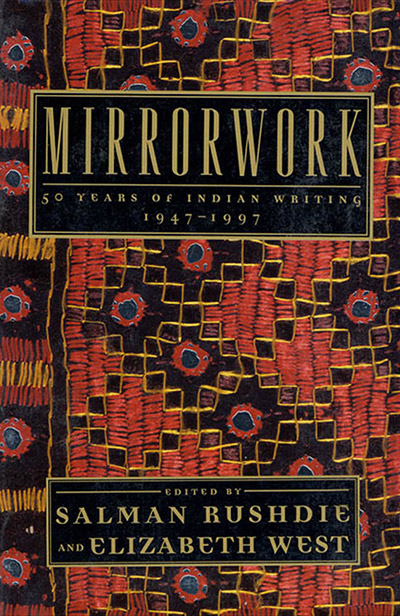 MIRRORWORK
50 YEARS OF INDIAN WRITING
1947–1997
EDITED BY
SALMAN RUSHDIE
AND ELIZABETH WEST